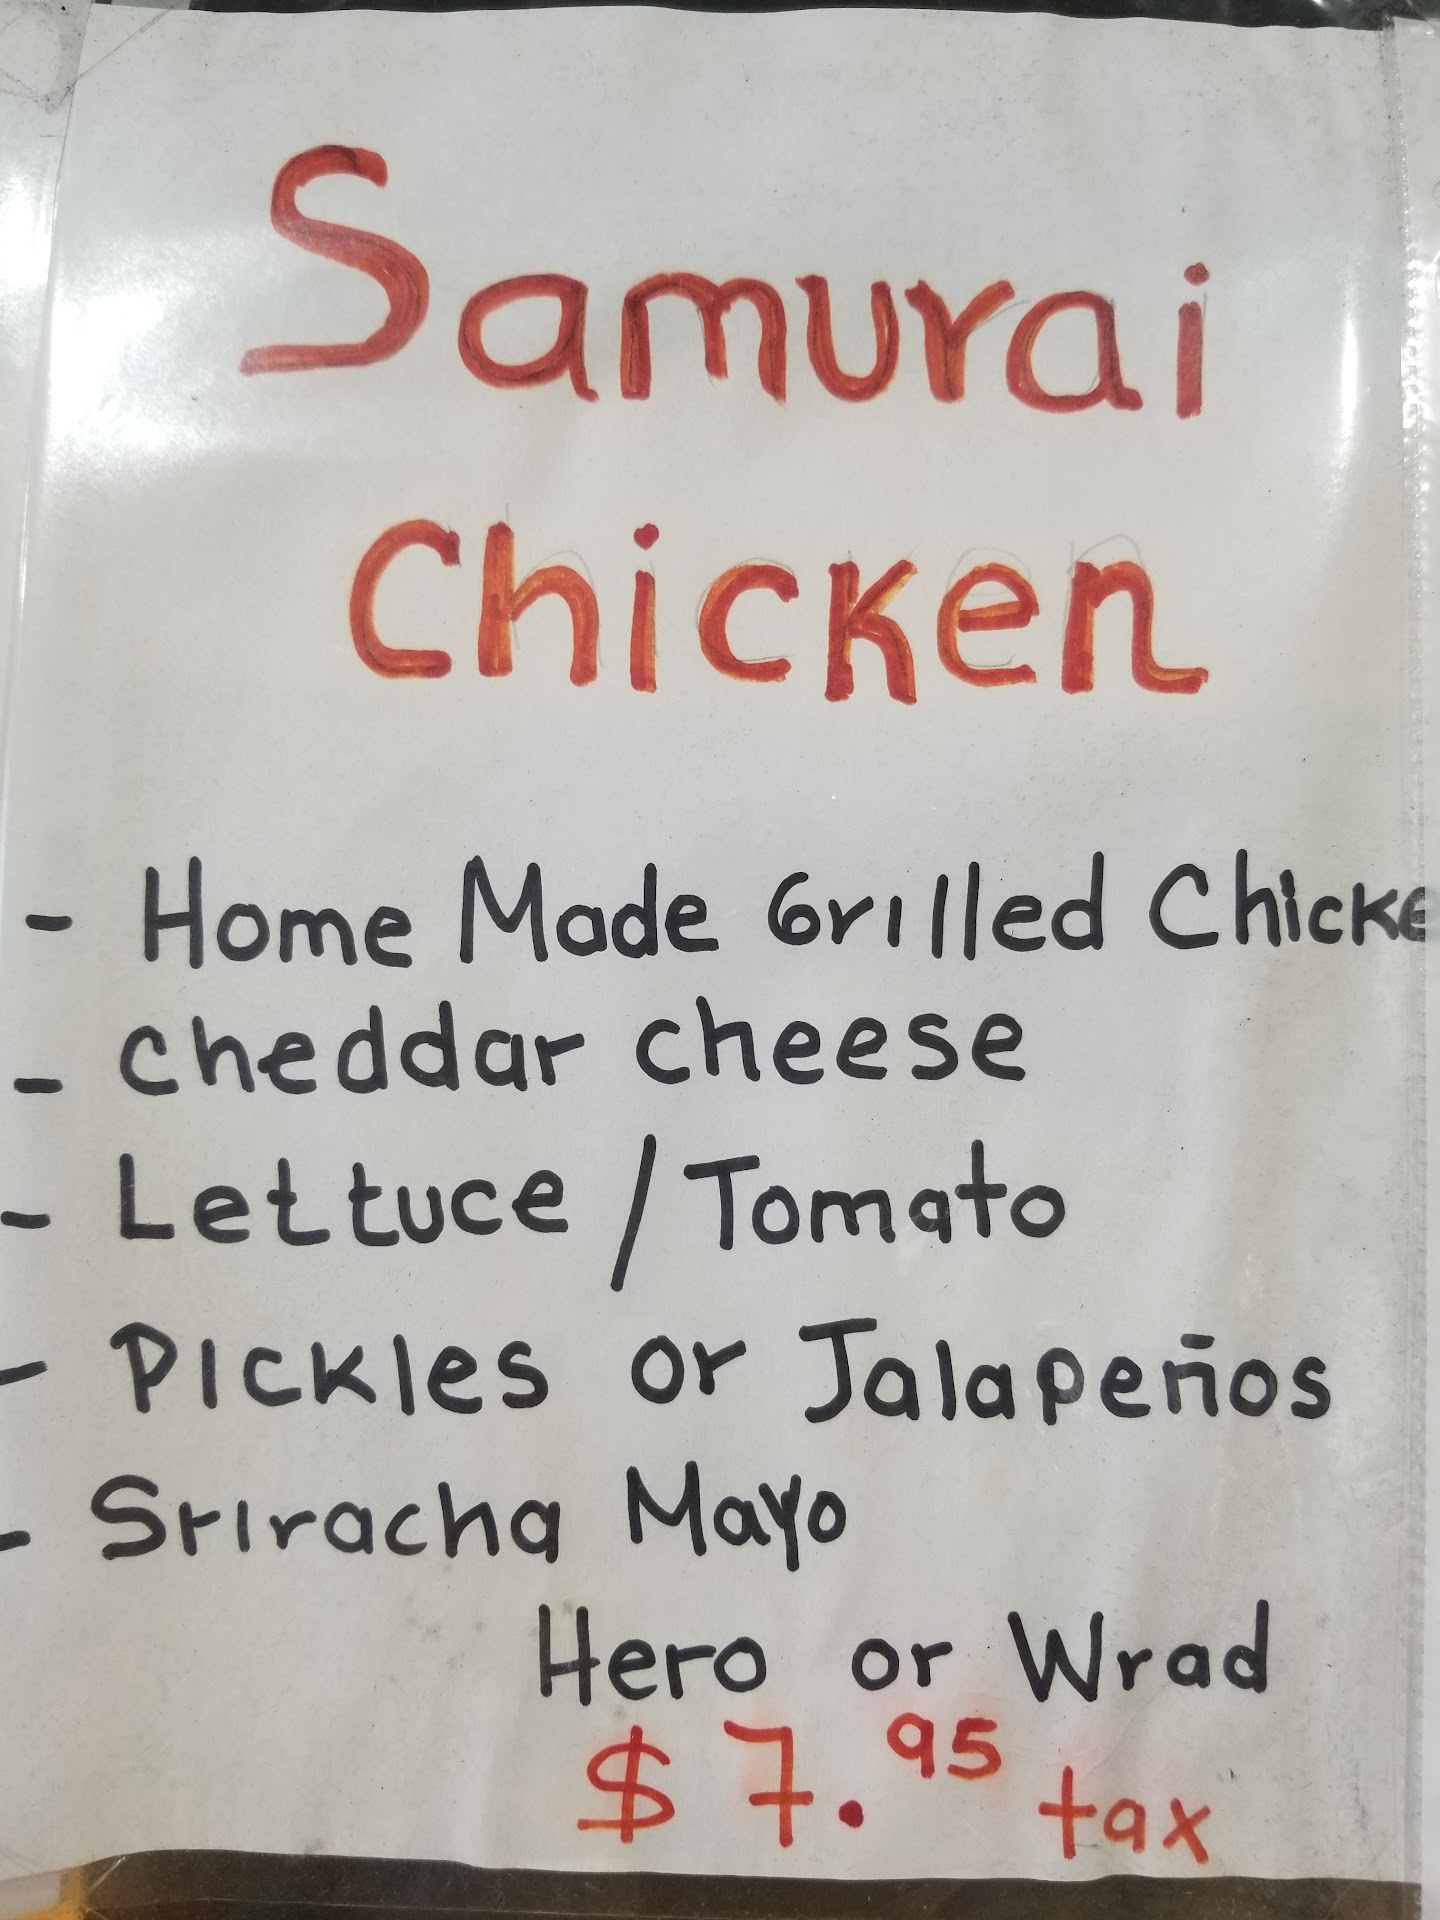 Samurai
Chicken
- Home Made Grilled Chicke
- cheddar cheese
- Lettuce / Tomato
- Pickles or Jalapeños
- Sriracha Mayo
Hero or Wrad
$7.95 tax